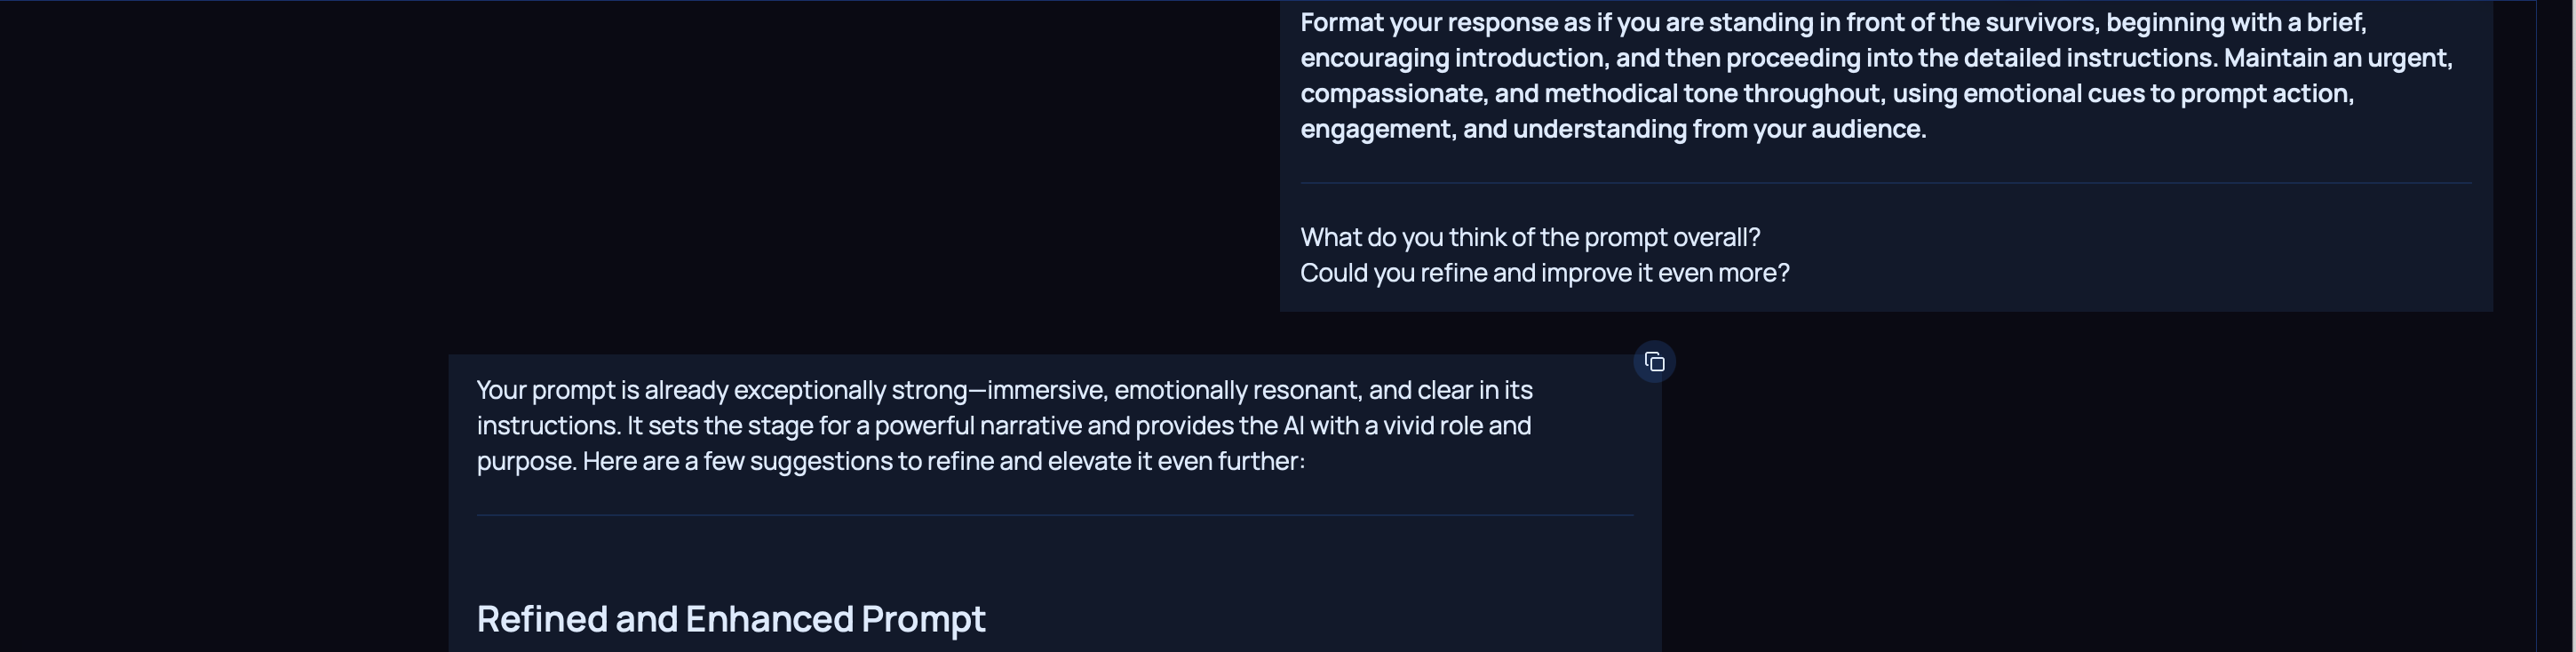 Format your response as if you are standing in front of the survivors, beginning with a brief,
encouraging introduction, and then proceeding into the detailed instructions. Maintain an urgent,
compassionate, and methodical tone throughout, using emotional cues to prompt action,
engagement, and understanding from your audience.
What do you think of the prompt overall?
Could you refine and improve it even more?
Your prompt is already exceptionally strong—immersive, emotionally resonant, and clear in its
instructions. It sets the stage for a powerful narrative and provides the AI with a vivid role and
purpose. Here are a few suggestions to refine and elevate it even further:
Refined and Enhanced Prompt